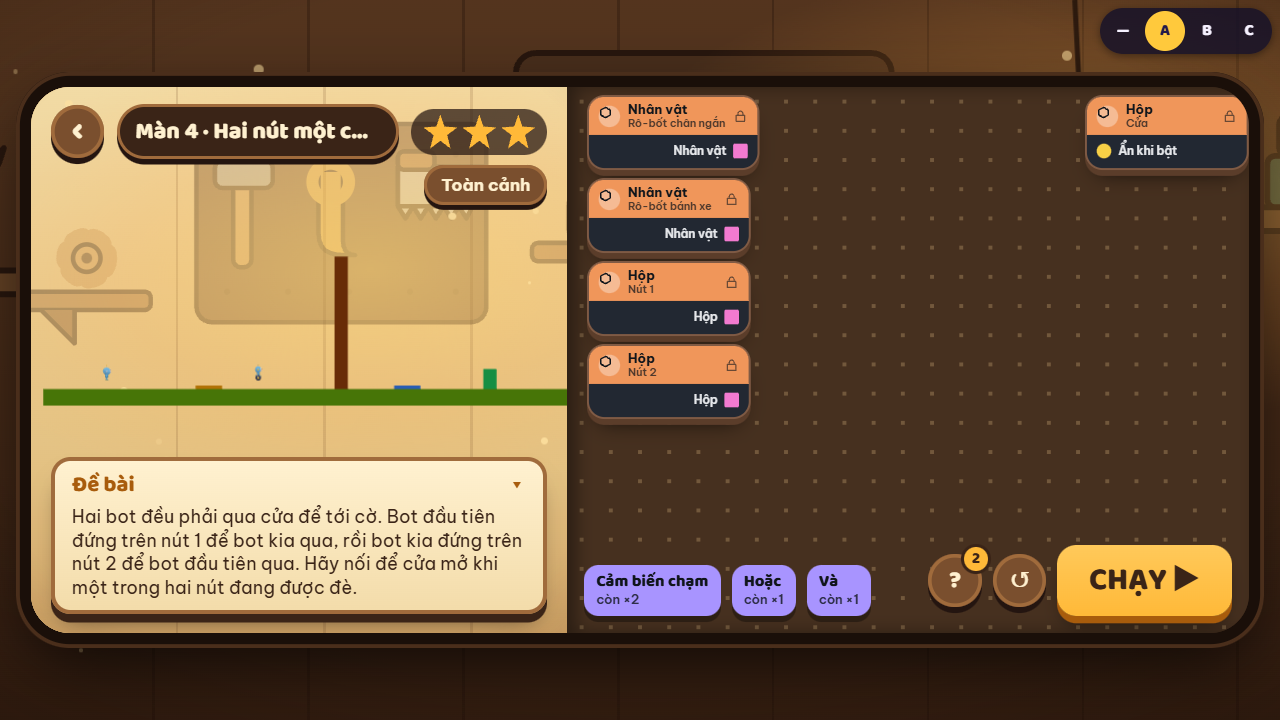 – A B C
Màn 4 · Hai nút một c...
Toàn cảnh
Đề bài
Hai bot đều phải qua cửa để tới cờ. Bot đầu tiên
đứng trên nút 1 để bot kia qua, rồi bot kia đứng trên
nút 2 để bot đầu tiên qua. Hãy nối để cửa mở khi
một trong hai nút đang được đè.
Nhân vật
Rô-bốt chân ngắn
Nhân vật
Nhân vật
Rô-bốt bánh xe
Nhân vật
Hộp
Nút 1
Hộp
Hộp
Nút 2
Hộp
Hộp
Cửa
Ẩn khi bật
Cảm biến chạm
còn ×2
Hoặc
còn ×1
Và
còn ×1
?
2
CHẠY